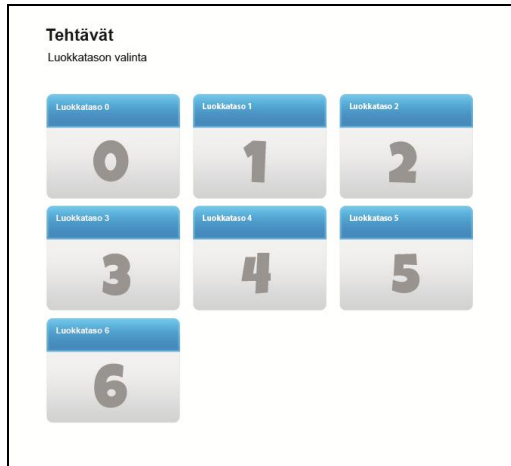 Tehtävät
Luokkatason valinta
Luokkataso 0
0
Luokkataso 1
1
Luokkataso 2
2
Luokkataso 3
3
Luokkataso 4
4
Luokkataso 5
5
Luokkataso 6
6